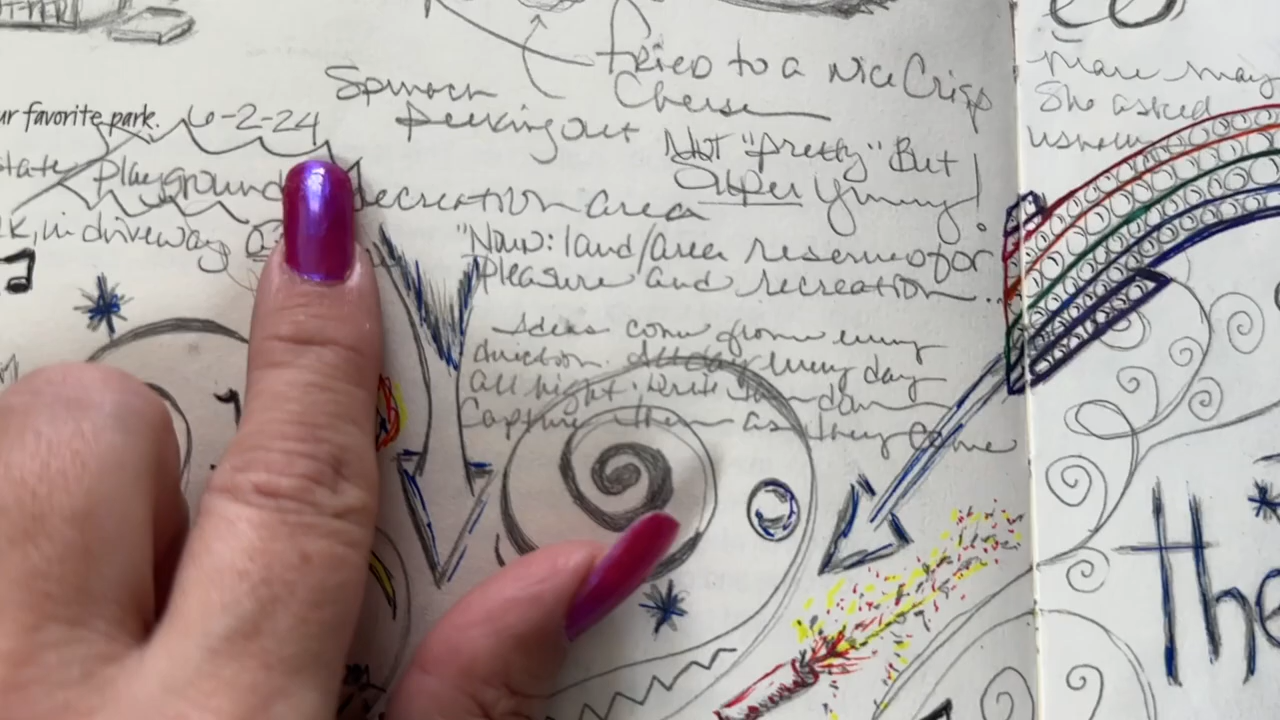 Fried to a Nice Crisp
Cheese
Spinach
Peeking out
Not "Pretty" But
Super Yummy!
ur favorite park. 6-2-24
state Playground recreation area
k, in driveway
"Noun: land/area reserved for
Pleasure and recreation...
Ideas come from every
direction. All day every day
all night. Write them down
Capture them as they come
may
She asked
the